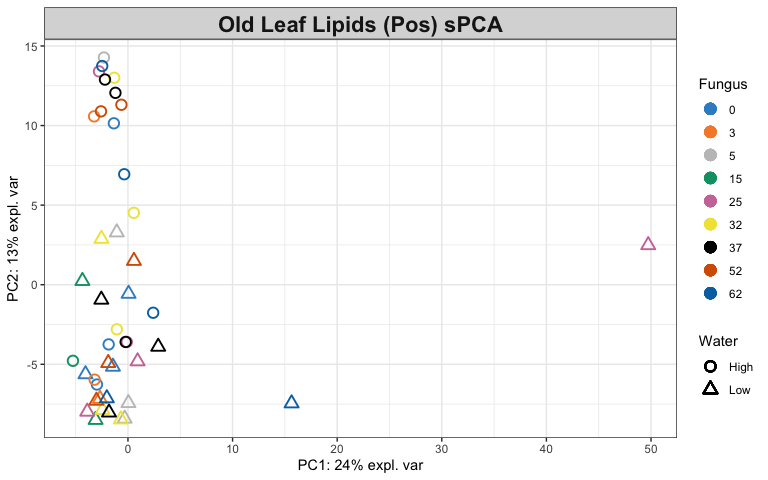 Old Leaf Lipids (Pos) sPCA
PC2: 13% expl. var
15
10
5
0
-5
0
10
20
30
40
50
PC1: 24% expl. var
Fungus
0
3
5
15
25
32
37
52
62
Water
High
Low